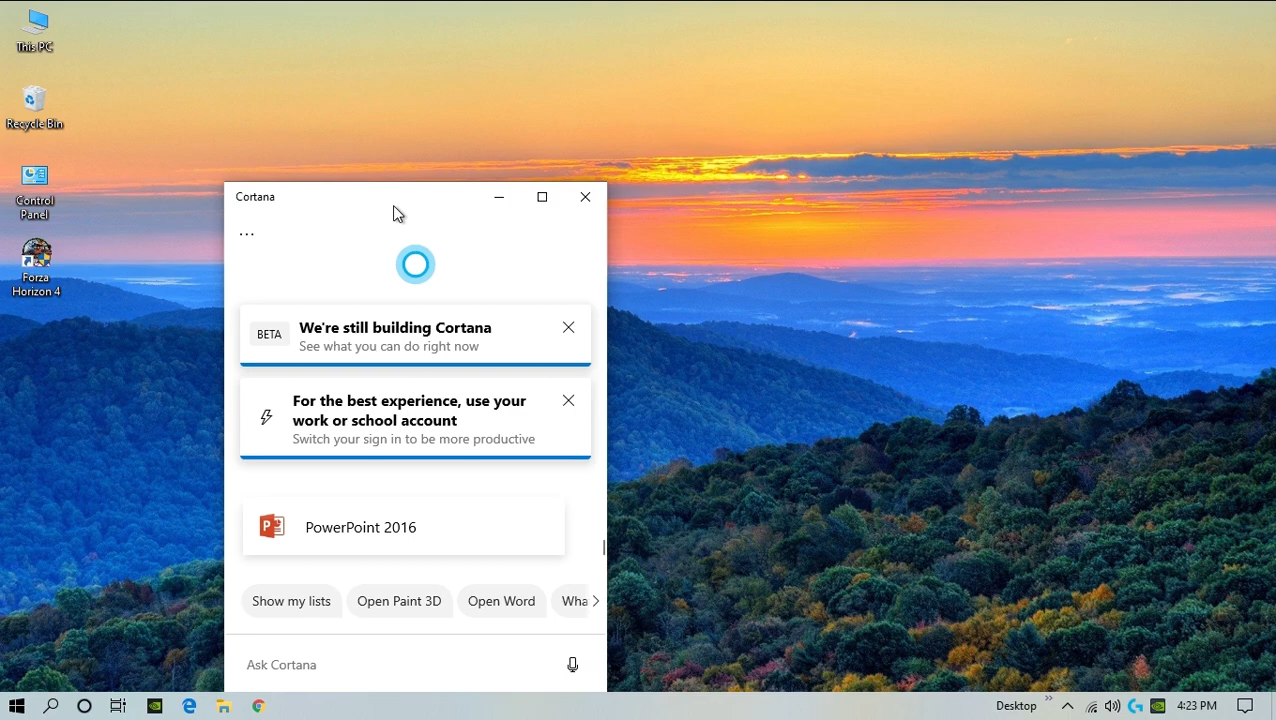 This PC
Recycle Bin
Control
Panel
Forza
Horizon 4
Cortana
...
BETA
We're still building Cortana
See what you can do right now
For the best experience, use your
work or school account
Switch your sign in to be more productive
PowerPoint 2016
Show my lists
Open Paint 3D
Open Word
Wha
Ask Cortana
Desktop
4:23 PM